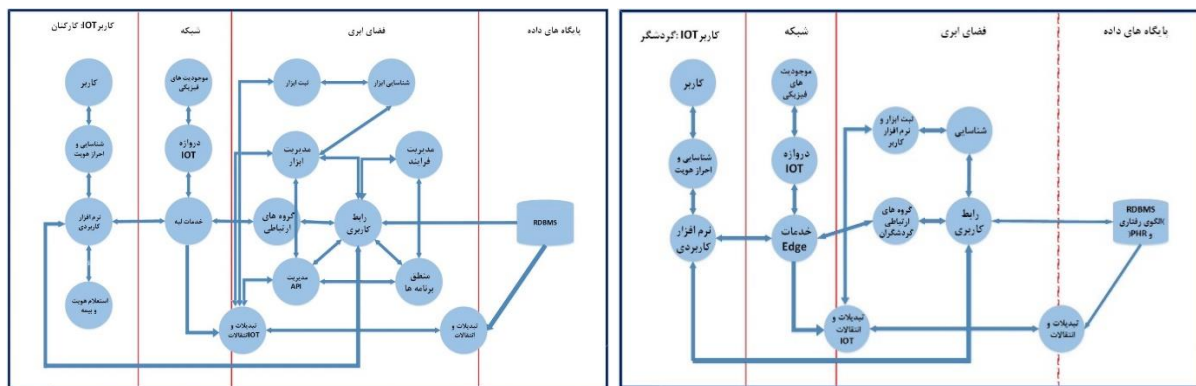 کاربر IOT: کارکنان
شبکه
فضای ابری
پایگاه های داده
کاربر
موجودیت های
فیزیکی
ثبت ابزار
شناسایی ابزار
شناسایی و
احراز هویت
دروازه
IOT
مدیریت
ابزار
مدیریت
فرایند
نرم افزار
کاربردی
خدمات لبه
گروه های
ارتباطی
رابط
کاربری
RDBMS
استعلام هویت
و بیمه
مدیریت
API
منطق
برنامه ها
تبدیلات و
انتقالات IOT
تبدیلات و
انتقالات
کاربر IOT: گردشگر
شبکه
فضای ابری
پایگاه های داده
کاربر
موجودیت
های
فیزیکی
ثبت ابزار و
نرم افزار
کاربر
شناسایی
شناسایی و
احراز هویت
دروازه
IOT
نرم افزار
کاربردی
خدمات
Edge
گروه های
ارتباطی
گردشگران
رابط
کاربری
RDBMS
)الگوی رفتاری
و PHR(
تبدیلات و
انتقالات
IOT
تبدیلات و
انتقالات